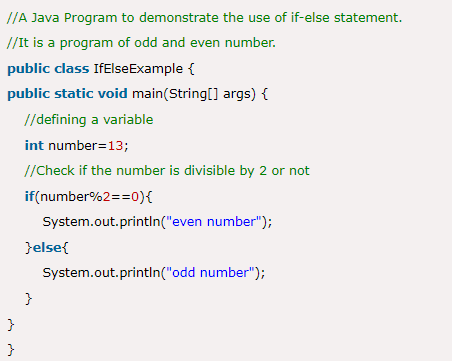 //A Java Program to demonstrate the use of if-else statement.
//It is a program of odd and even number.
public class IfElseExample {
public static void main(String[] args) {
    //defining a variable
    int number=13;
    //Check if the number is divisible by 2 or not
    if(number%2==0){
        System.out.println("even number");
    }else{
        System.out.println("odd number");
    }
}
}